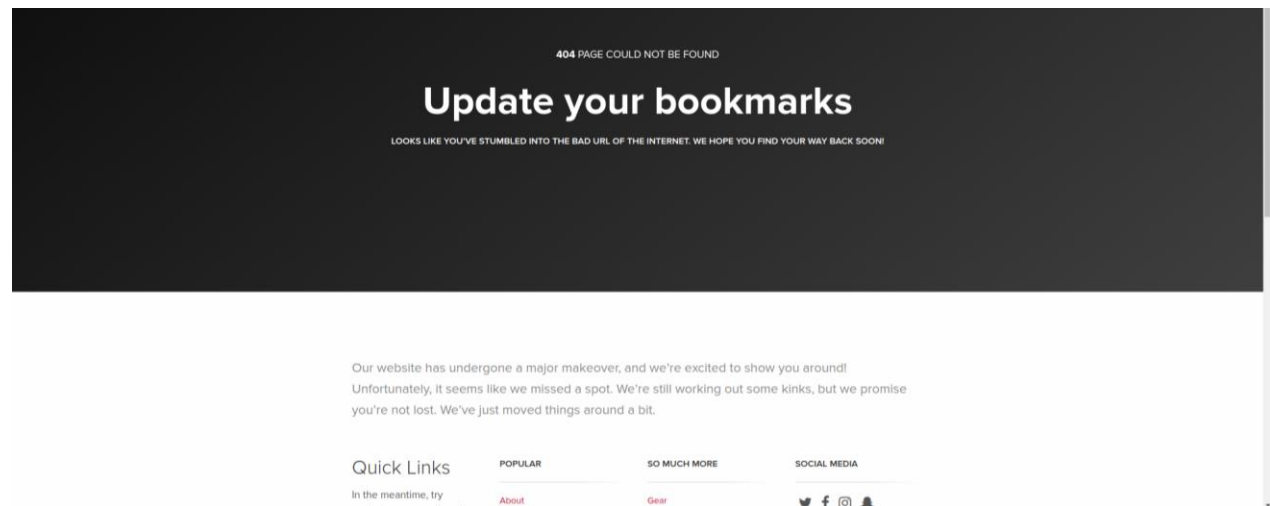 404 PAGE COULD NOT BE FOUND
Update your bookmarks
LOOKS LIKE YOU'VE STUMBLED INTO THE BAD URL OF THE INTERNET. WE HOPE YOU FIND YOUR WAY BACK SOON!
Our website has undergone a major makeover, and we're excited to show you around!
Unfortunately, it seems like we missed a spot. We're still working out some kinks, but we promise
you're not lost. We've just moved things around a bit.
Quick Links
In the meantime, try
POPULAR
About
SO MUCH MORE
Gear
SOCIAL MEDIA